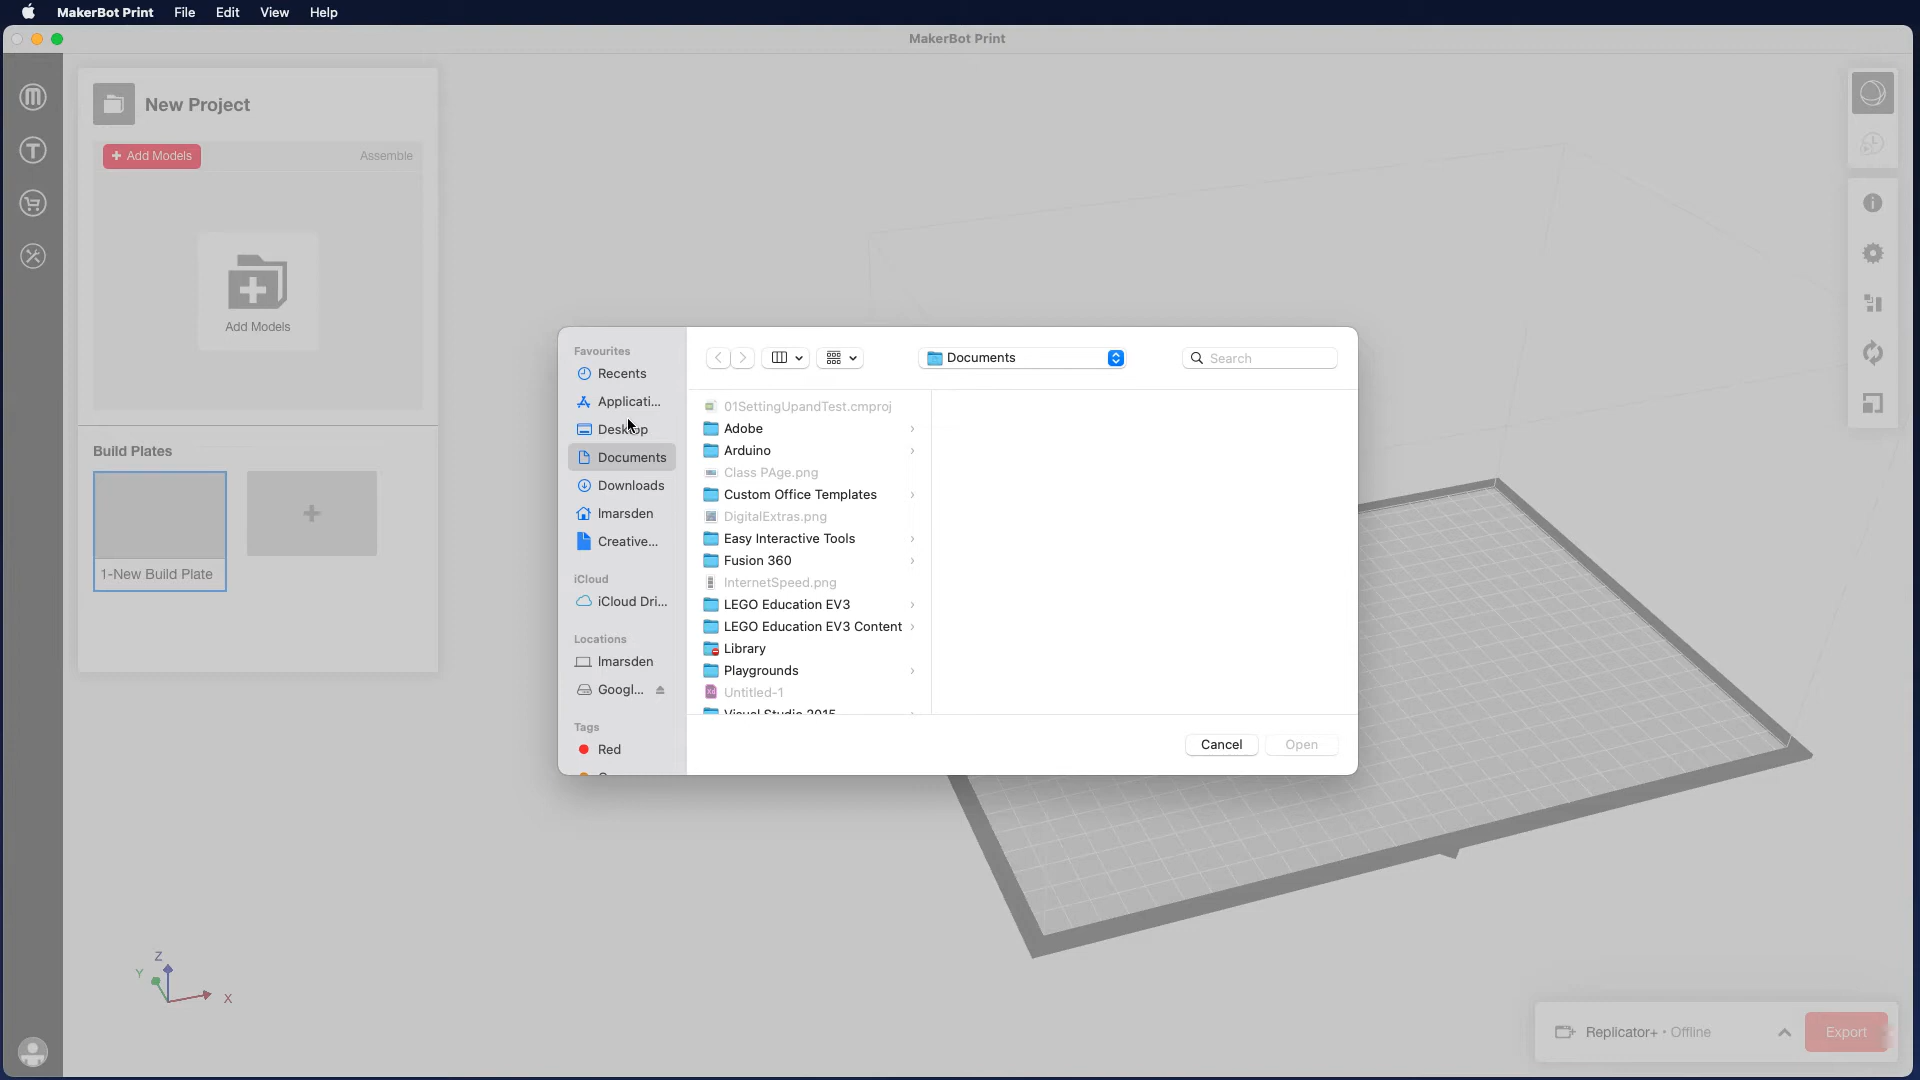 MakerBot Print File Edit View Help
MakerBot Print
New Project
Add Models
Assemble
Add Models
Build Plates
1-New Build Plate
Favourites
Recents
Applicati...
Desktop
Documents
Downloads
lmarsden
Creative...
iCloud
iCloud Dri...
Locations
lmarsden
Googl...
Tags
Red
Documents
Search
01SettingUpandTest.cmproj
Adobe
Arduino
Class PAge.png
Custom Office Templates
DigitalExtras.png
Easy Interactive Tools
Fusion 360
InternetSpeed.png
LEGO Education EV3
LEGO Education EV3 Content
Library
Playgrounds
Untitled-1
Visual Studio 2015
Cancel
Open
Z
Y
X
Replicator+ • Offline
Export